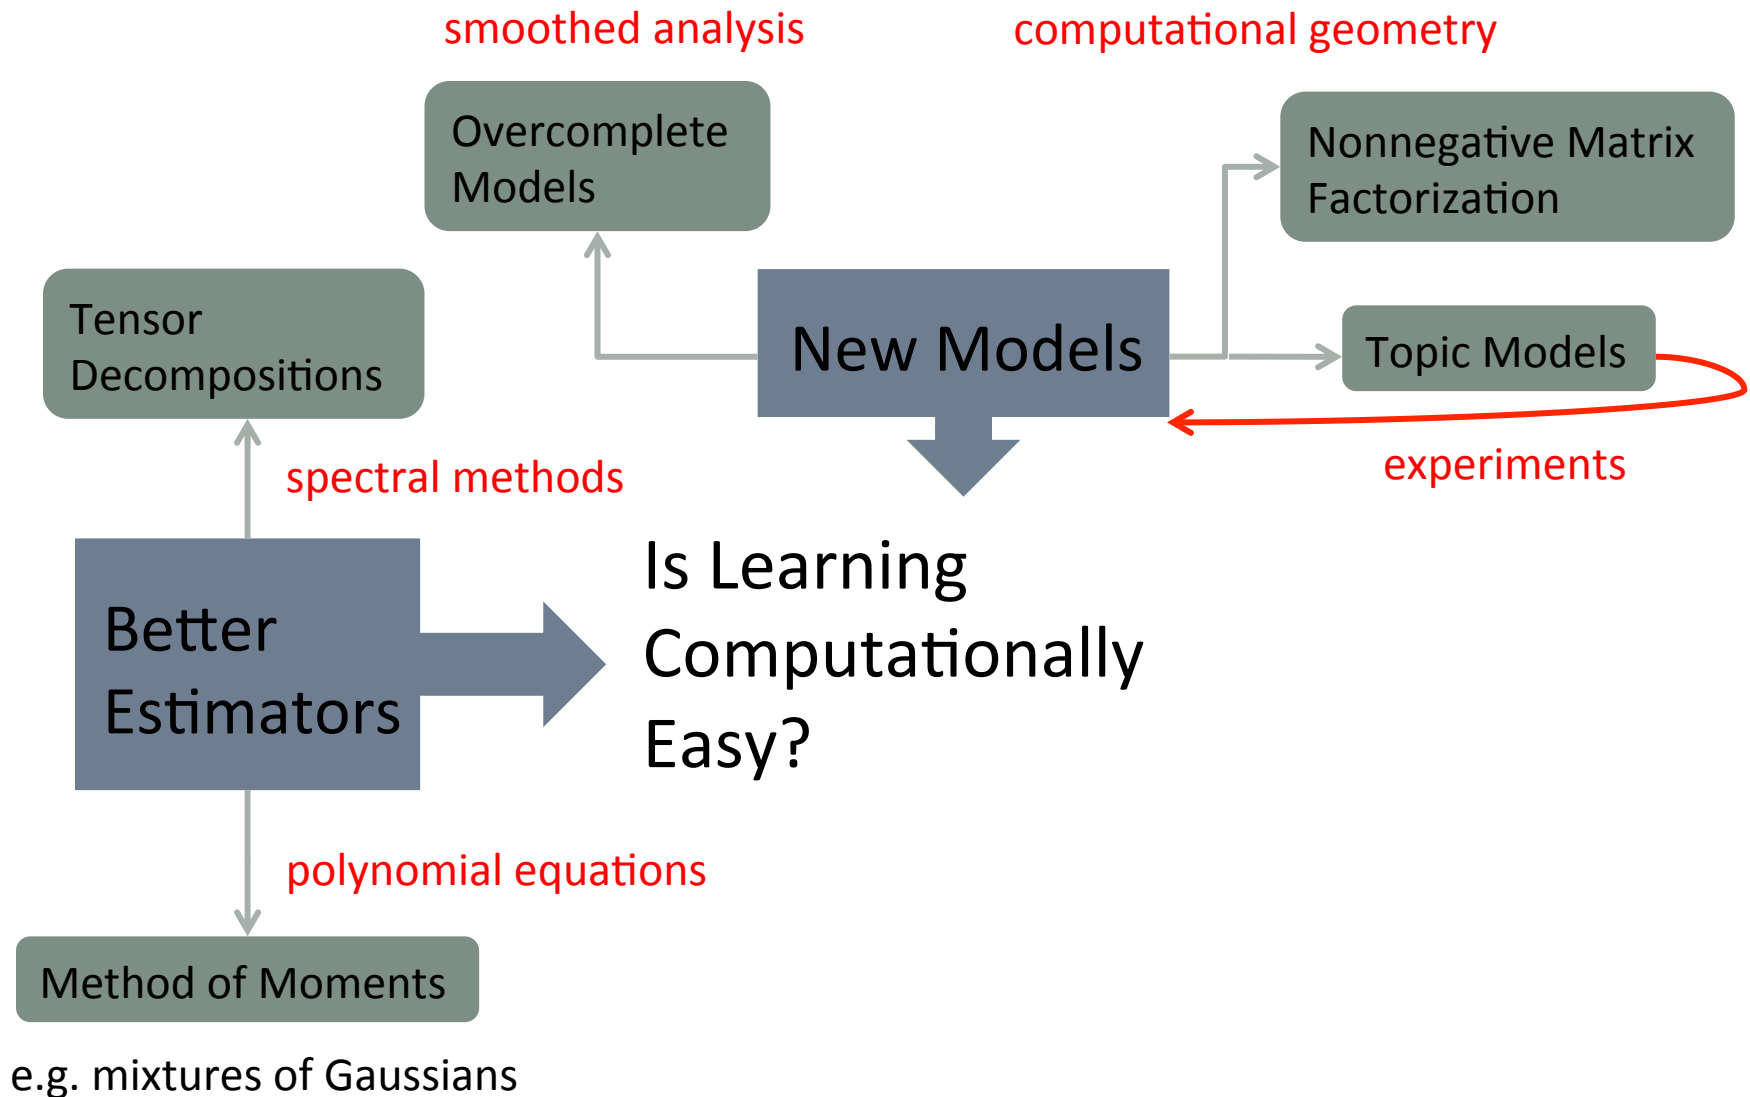 smoothed analysis
computational geometry
Overcomplete
Models
Nonnegative Matrix
Factorization
Tensor
Decompositions
New Models
Topic Models
spectral methods
experiments
Better
Estimators
Is Learning
Computationally
Easy?
polynomial equations
Method of Moments
e.g. mixtures of Gaussians